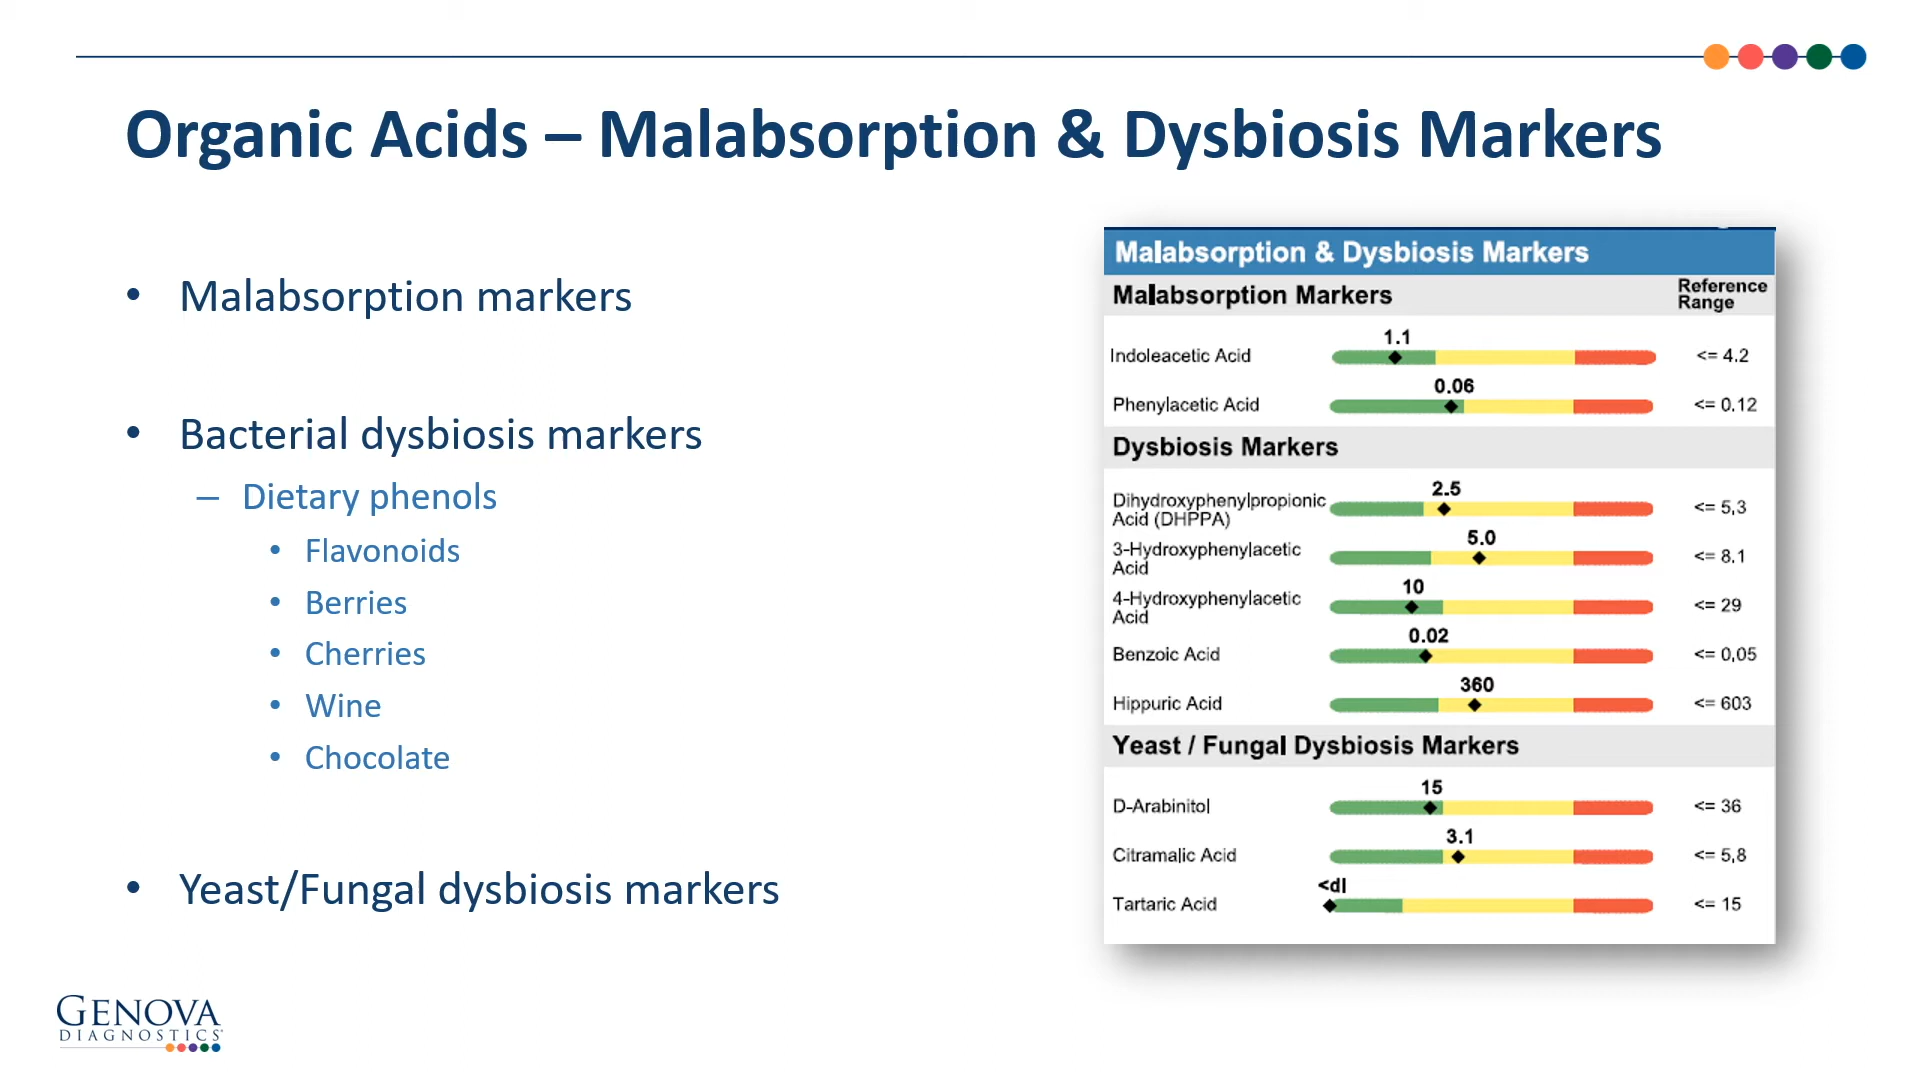 Organic Acids – Malabsorption & Dysbiosis Markers
• Malabsorption markers
• Bacterial dysbiosis markers
– Dietary phenols
• Flavonoids
• Berries
• Cherries
• Wine
• Chocolate
• Yeast/Fungal dysbiosis markers
Malabsorption & Dysbiosis Markers
Malabsorption Markers
Reference
Range
1.1
Indoleacetic Acid <= 4.2
0.06
Phenylacetic Acid <= 0.12
Dysbiosis Markers
2.5
Dihydroxyphenylpropionic
Acid (DHPPA) <= 5,3
5.0
3-Hydroxyphenylacetic
Acid <= 8.1
10
4-Hydroxyphenylacetic
Acid <= 29
0.02
Benzoic Acid <= 0,05
360
Hippuric Acid <= 603
Yeast / Fungal Dysbiosis Markers
15
D-Arabinitol <= 36
3.1
Citramalic Acid <= 5,8
<dl
Tartaric Acid <= 15
GENOVA
DIAGNOSTICS